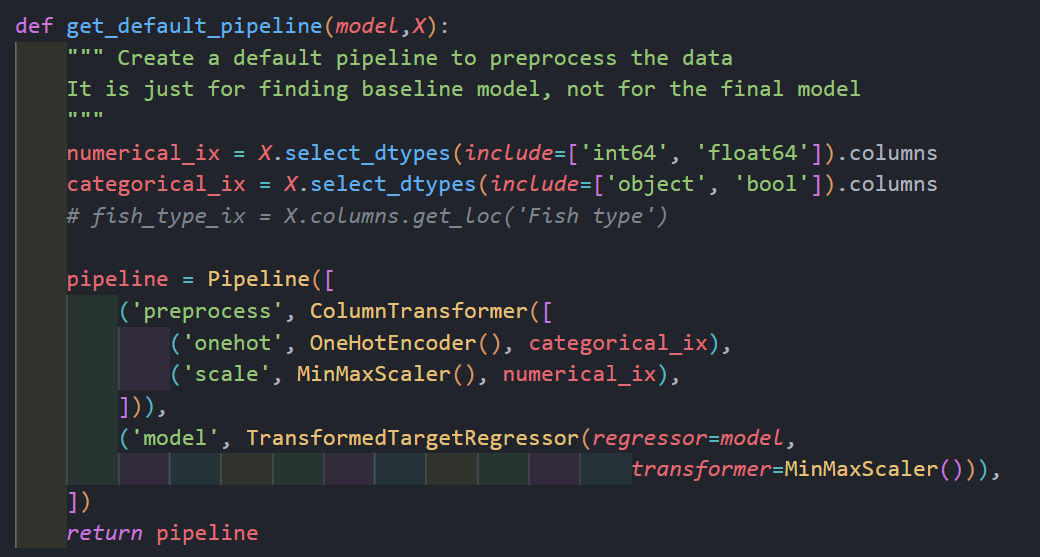 def get_default_pipeline(model,X):
    """ Create a default pipeline to preprocess the data
    It is just for finding baseline model, not for the final model
    """
    numerical_ix = X.select_dtypes(include=['int64', 'float64']).columns
    categorical_ix = X.select_dtypes(include=['object', 'bool']).columns
    # fish_type_ix = X.columns.get_loc('Fish type')

    pipeline = Pipeline([
        ('preprocess', ColumnTransformer([
            ('onehot', OneHotEncoder(), categorical_ix),
            ('scale', MinMaxScaler(), numerical_ix),
        ])),
        ('model', TransformedTargetRegressor(regressor=model,
                                                transformer=MinMaxScaler())),
    ])
    return pipeline